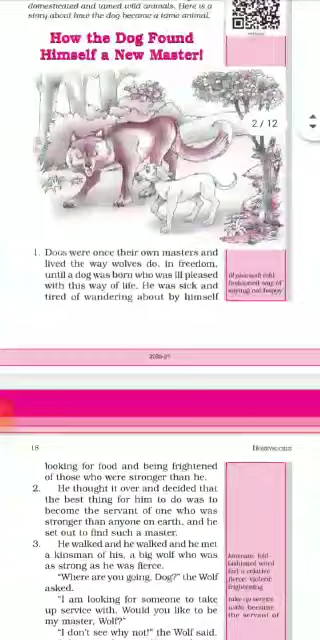 domesticated and tamed wild animals. Here is a
story about how the dog became a tame animal.
How the Dog Found
Himself a New Master!
2 / 12
1. Dogs were once their own masters and
lived the way wolves do, in freedom,
until a dog was born who was ill pleased
with this way of life. He was sick and
tired of wandering about by himself
ill pleased: (old
fashioned way of
saying) not happy
2020-21
18
HONEYSUCKLE
looking for food and being frightened
of those who were stronger than he.
2. He thought it over and decided that
the best thing for him to do was to
become the servant of one who was
stronger than anyone on earth, and he
set out to find such a master.
3. He walked and he walked and he met
a kinsman of his, a big wolf who was
as strong as he was fierce.
"Where are you going, Dog?" the Wolf
asked.
"I am looking for someone to take
up service with. Would you like to be
my master, Wolf?"
"I don't see why not!" the Wolf said.
kinsman: (old-
fashioned word
for) a relative
fierce: violent;
frightening
take up service
with: become
the servant of